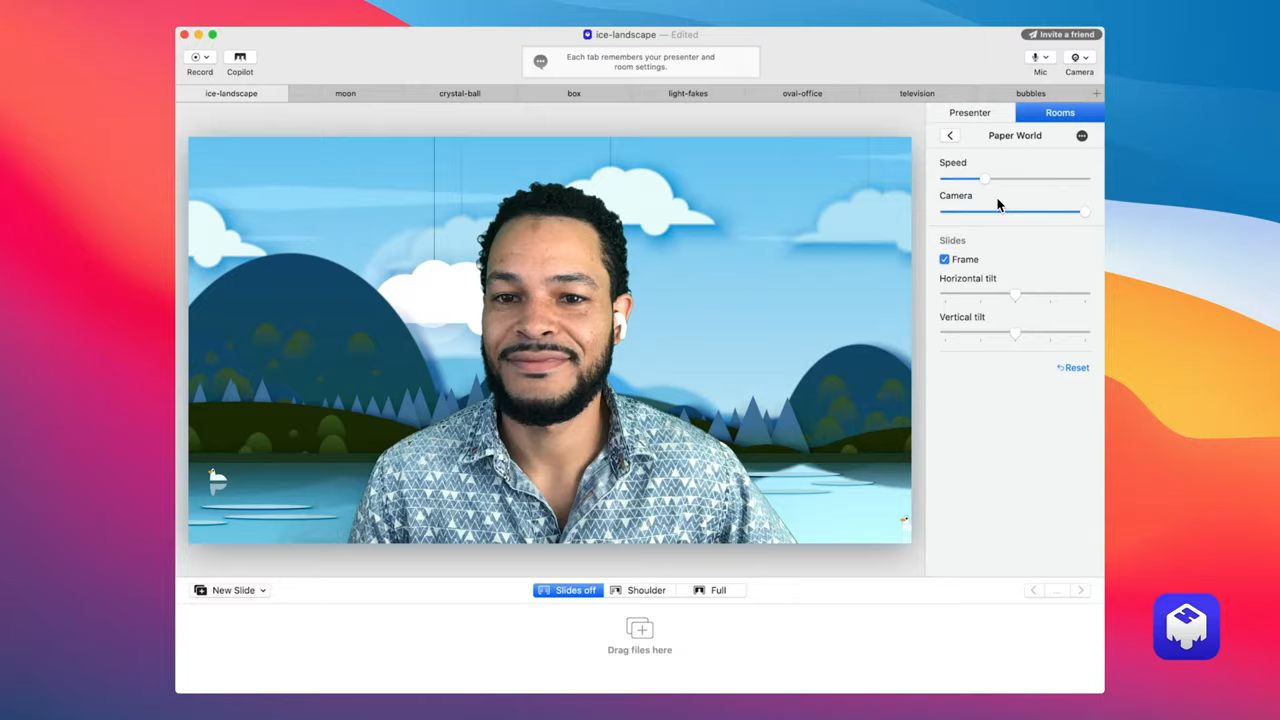 ice-landscape — Edited
Invite a friend
Record
Copilot
Each tab remembers your presenter and
room settings.
Mic
Camera
ice-landscape
moon
crystal-ball
box
light-fakes
oval-office
television
bubbles
Presenter
Rooms
Paper World
Speed
Camera
Slides
Frame
Horizontal tilt
Vertical tilt
Reset
New Slide
Slides off
Shoulder
Full
...
Drag files here